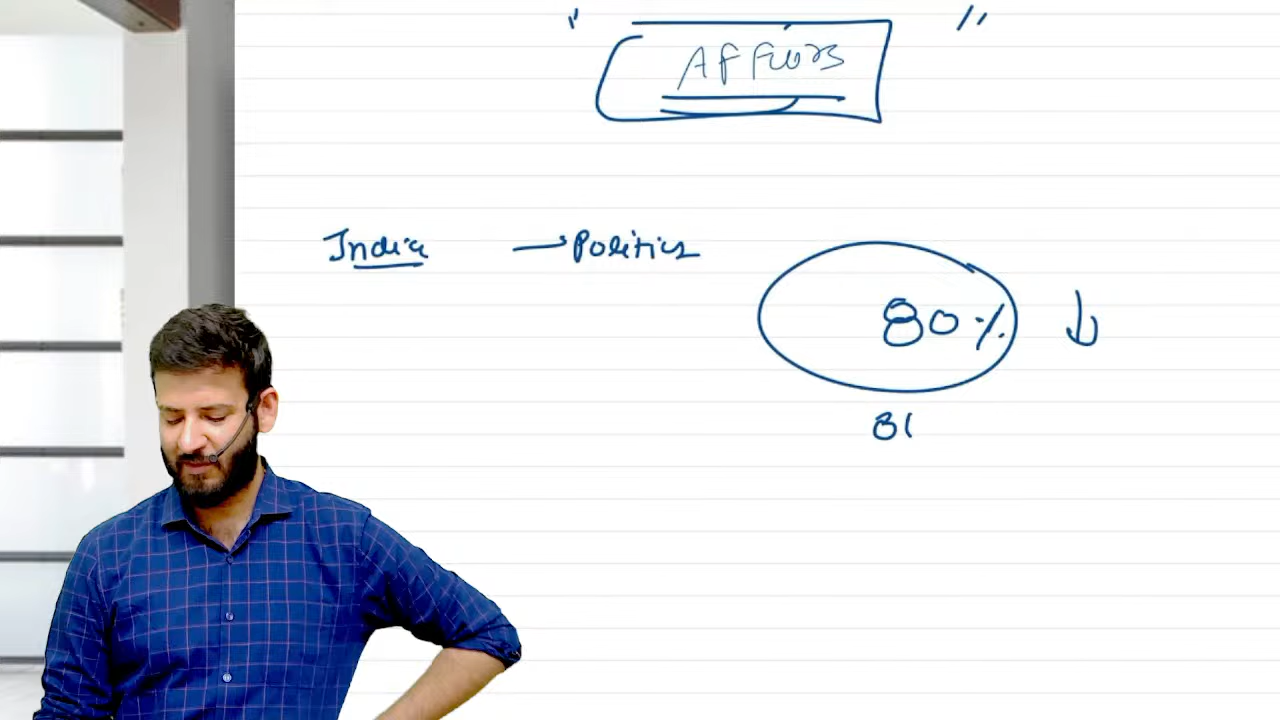 " "
AFFairs
India → Politics
80% ↓
81